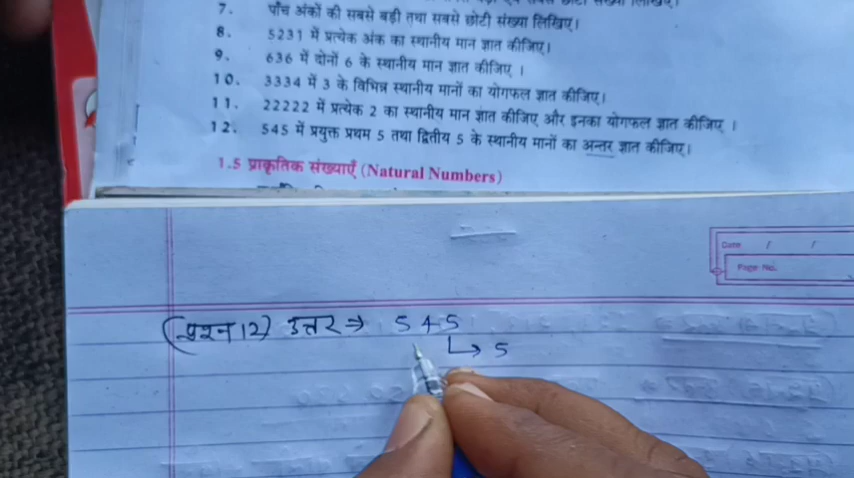 7. पाँच अंकों की सबसे बड़ी तथा सबसे छोटी संख्या लिखिए।
8. 5231 में प्रत्येक अंक का स्थानीय मान ज्ञात कीजिए।
9. 636 में दोनों 6 के स्थानीय मान ज्ञात कीजिए ।
10. 3334 में 3 के विभिन्न स्थानीय मानों का योगफल ज्ञात कीजिए।
11. 22222 में प्रत्येक 2 का स्थानीय मान ज्ञात कीजिए और इनका योगफल ज्ञात कीजिए ।
12. 545 में प्रयुक्त प्रथम 5 तथा द्वितीय 5 के स्थानीय मानों का अन्तर ज्ञात कीजिए।
1.5 प्राकृतिक संख्याएँ (Natural Numbers)
Date / /
Page No.
(प्रश्न 12) उत्तर ⇒ 545
↳ 5